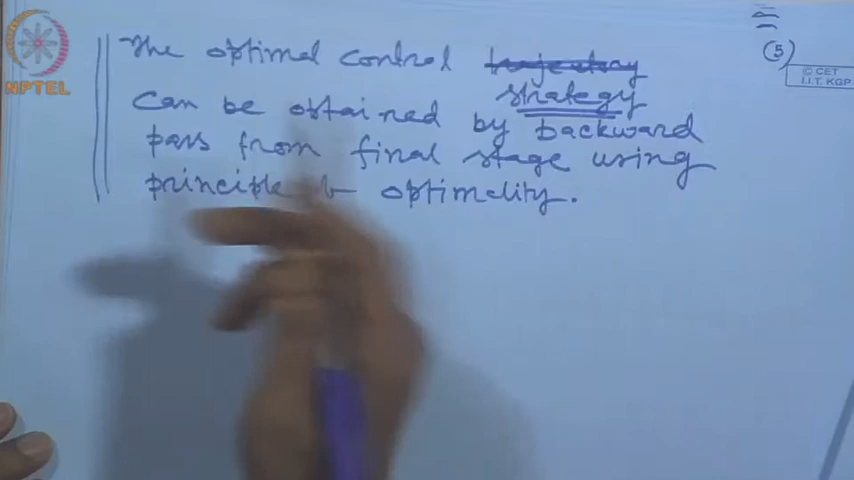 The optimal control trajectory
strategy
can be obtained by backward
pass from final stage using
principle of optimality.
5
© CET
I.I.T. KGP
NPTEL